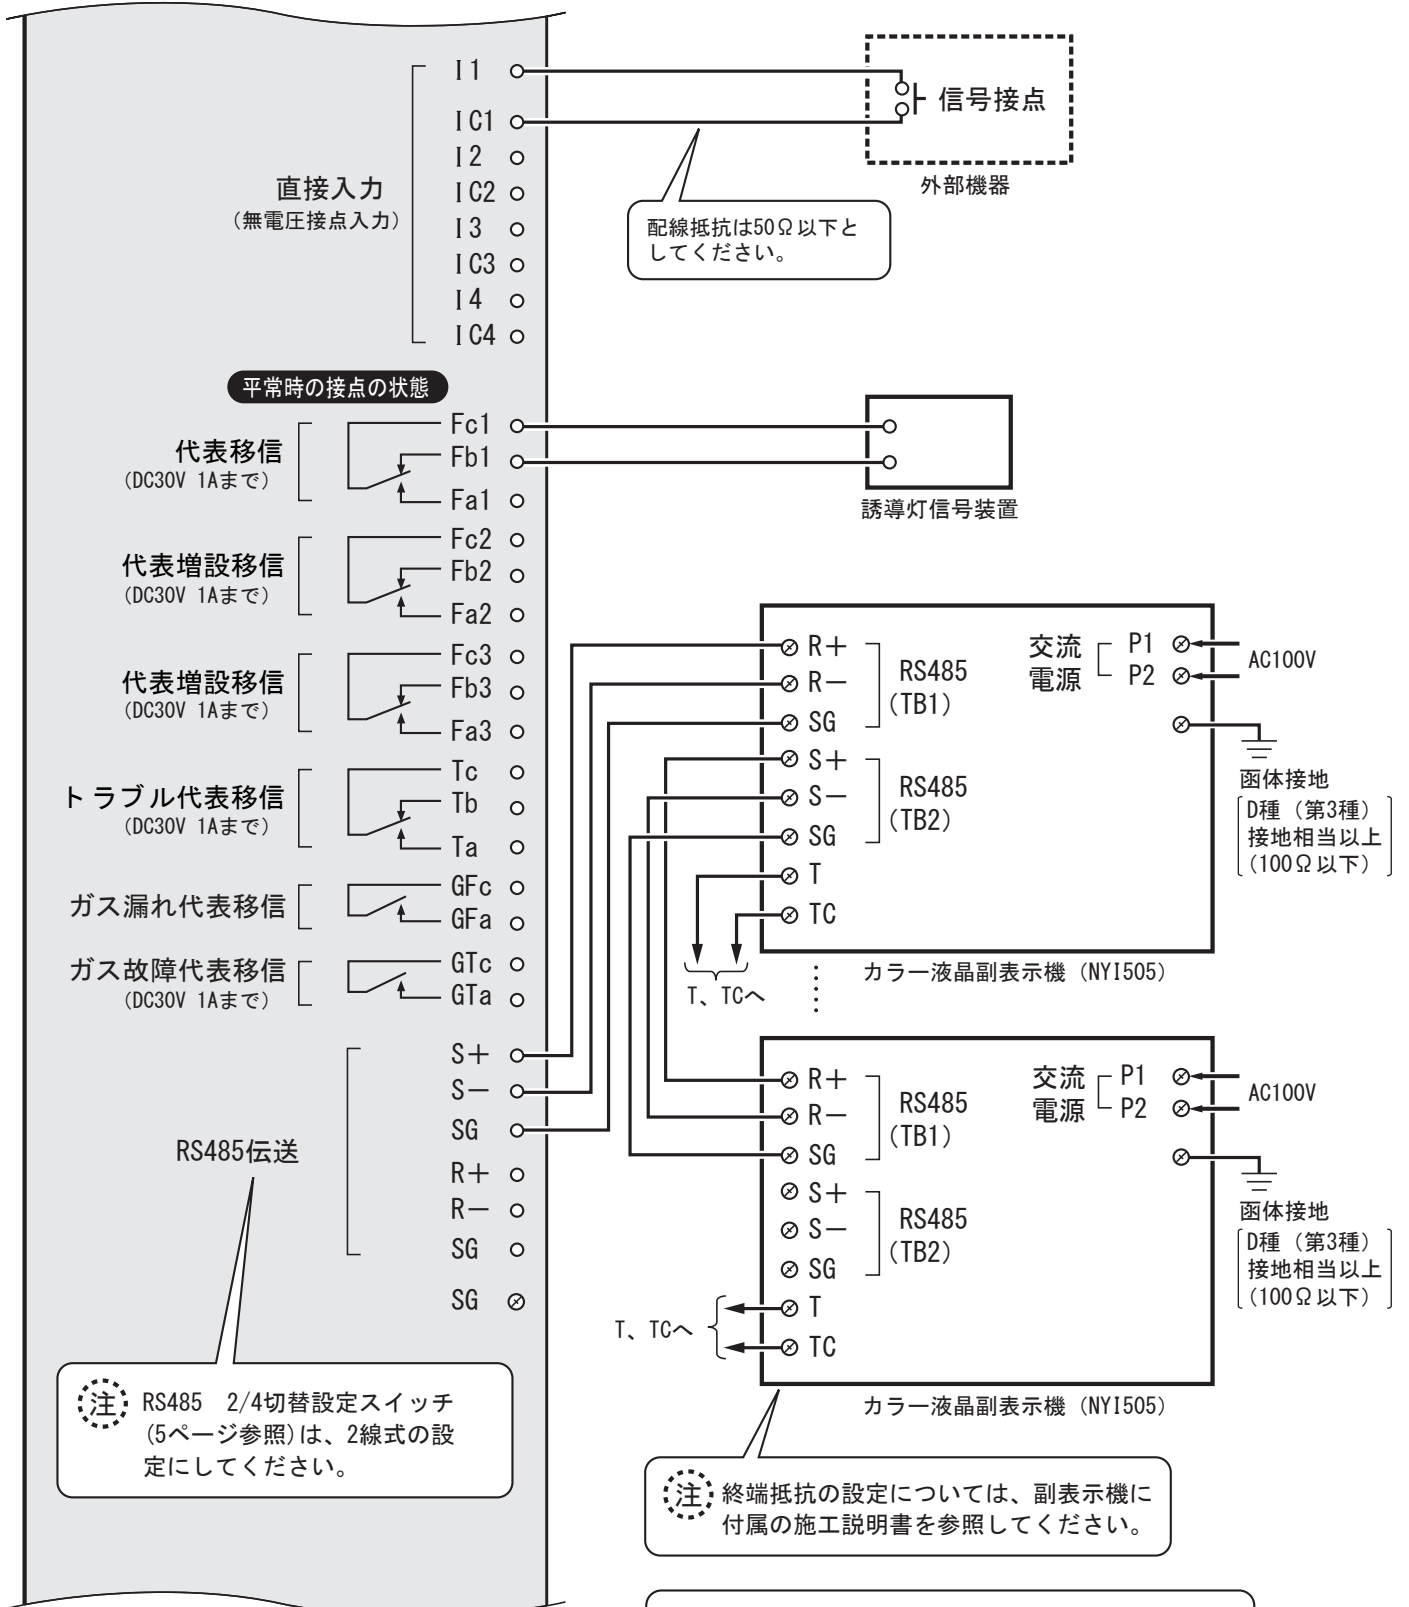 I1
IC1
I2
IC2
I3
IC3
I4
IC4
直接入力
（無電圧接点入力）
信号接点
外部機器
配線抵抗は50Ω以下と
してください。
平常時の接点の状態
代表移信
（DC30V 1Aまで）
Fc1
Fb1
Fa1
誘導灯信号装置
代表増設移信
（DC30V 1Aまで）
Fc2
Fb2
Fa2
代表増設移信
（DC30V 1Aまで）
Fc3
Fb3
Fa3
トラブル代表移信
（DC30V 1Aまで）
Tc
Tb
Ta
ガス漏れ代表移信
GFc
GFa
ガス故障代表移信
（DC30V 1Aまで）
GTc
GTa
RS485伝送
S＋
S－
SG
R＋
R－
SG
SG
注 RS485 2/4切替設定スイッチ
（5ページ参照）は、2線式の設
定にしてください。
R＋
R－
SG
RS485
（TB1）
S＋
S－
SG
RS485
（TB2）
T
TC
交流
電源
P1
P2
AC100V
函体接地
D種（第3種）
接地相当以上
（100Ω以下）
T、TCへ
カラー液晶副表示機（NYI505）
R＋
R－
SG
RS485
（TB1）
S＋
S－
SG
RS485
（TB2）
T
TC
交流
電源
P1
P2
AC100V
函体接地
D種（第3種）
接地相当以上
（100Ω以下）
T、TCへ
カラー液晶副表示機（NYI505）
注 終端抵抗の設定については、副表示機に
付属の施工説明書を参照してください。